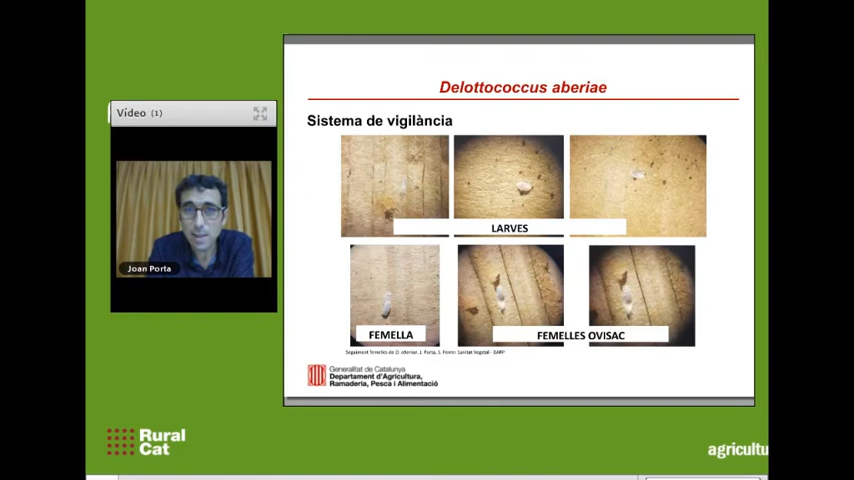 Delottococcus aberiae
Vídeo (1)
Sistema de vigilància
LARVES
Joan Porta
FEMELLA
FEMELLES OVISAC
Seguiment femelles de D. aberiae. J. Porta, S. Fonts: Sanitat Vegetal - DARP
Generalitat de Catalunya
Departament d'Agricultura,
Ramaderia, Pesca i Alimentació
Rural
Cat
agricultu